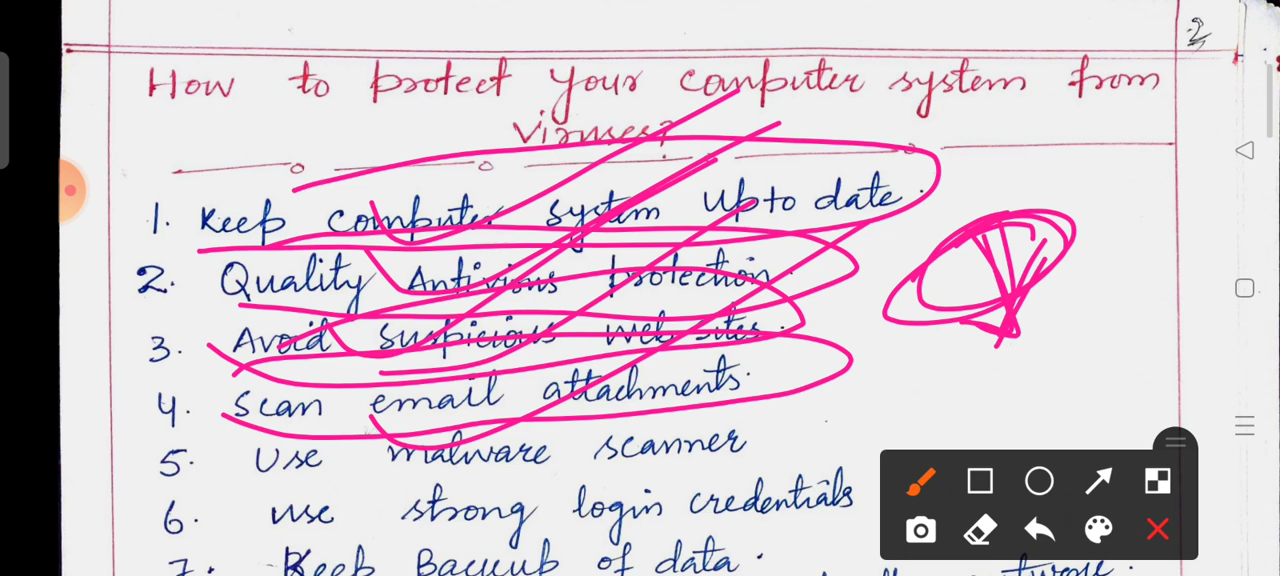 2
How to protect your computer system from
viruses?
1. Keep computer system upto date.
2. Quality Antivirus protection.
3. Avoid suspicious web sites.
4. Scan email attachments.
5. Use malware scanner
6. use strong login credentials
7. Keep Backup of data.